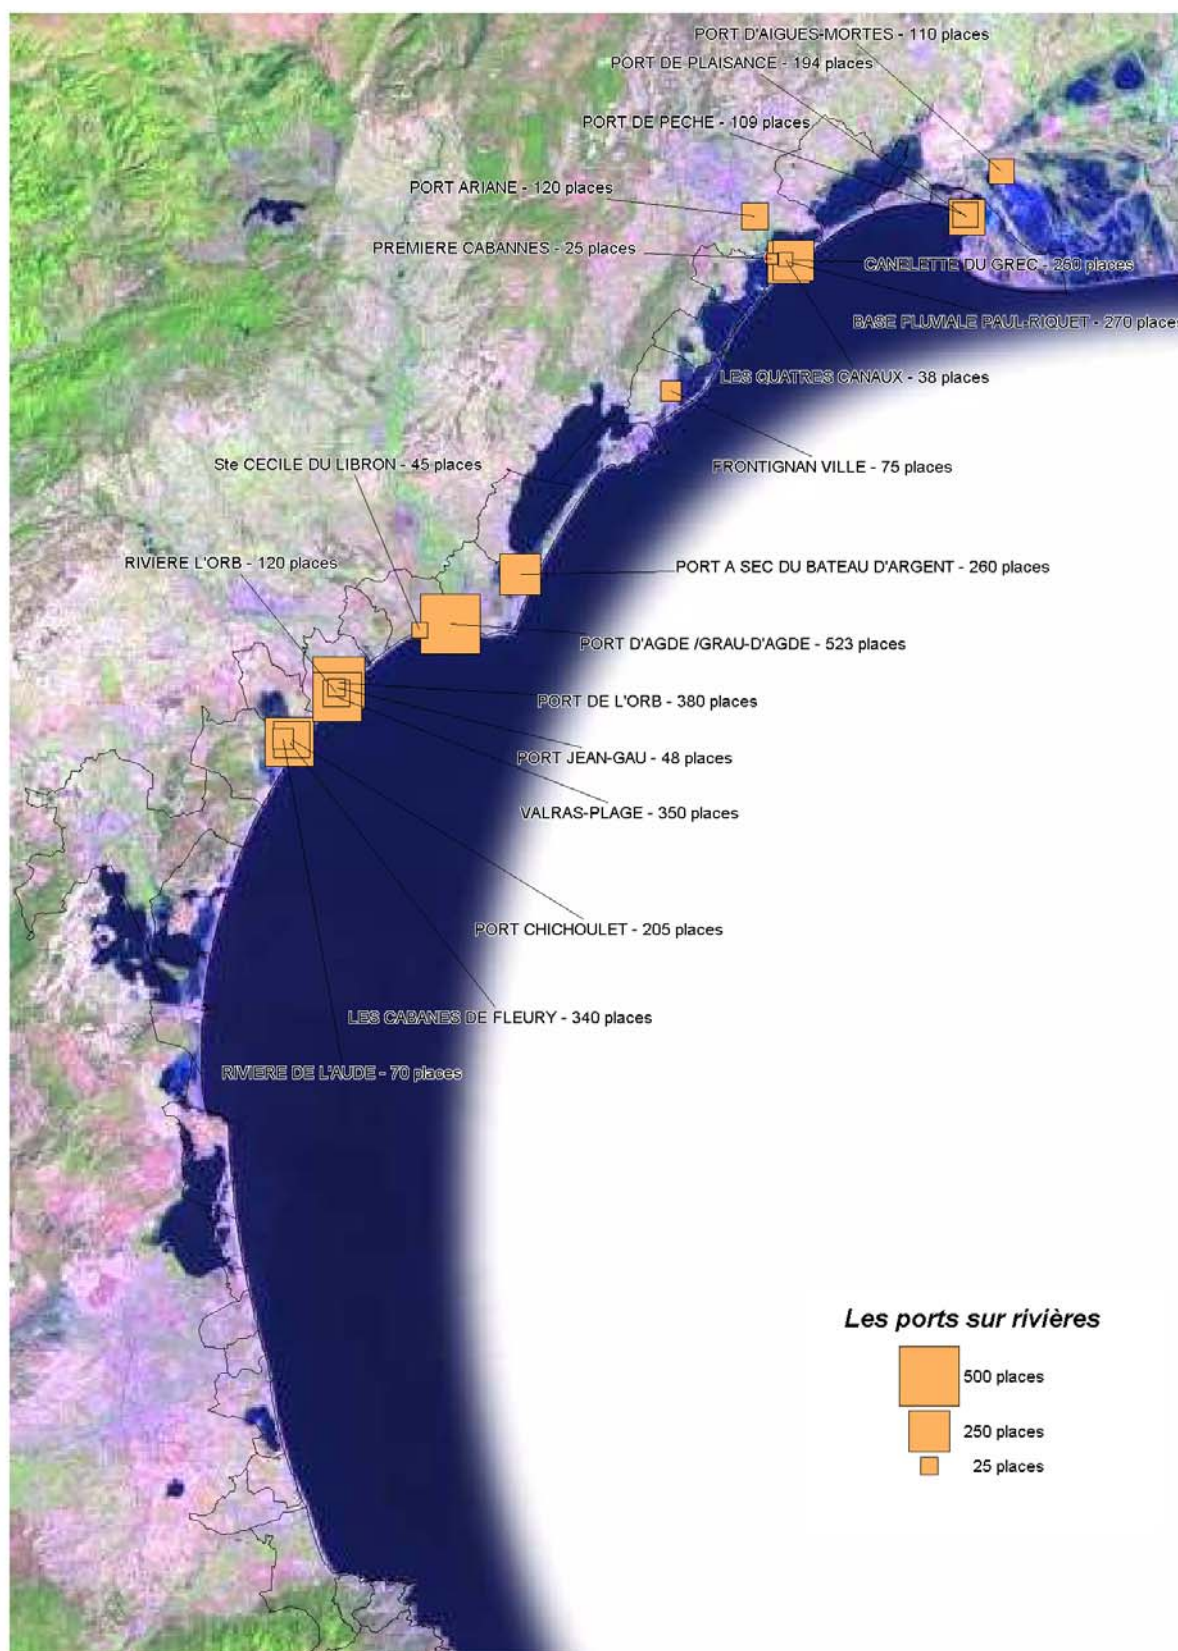 PORT D'AIGUES-MORTES - 110 places
PORT DE PLAISANCE - 194 places
PORT DE PECHE - 109 places
PORT ARIANE - 120 places
PREMIERE CABANNES - 25 places
CANELETTE DU GREC - 250 places
BASE PLUVIALE PAUL-RIQUET - 270 places
LES QUATRES CANAUX - 38 places
Ste CECILE DU LIBRON - 45 places
FRONTIGNAN VILLE - 75 places
RIVIERE L'ORB - 120 places
PORT A SEC DU BATEAU D'ARGENT - 260 places
PORT D'AGDE /GRAU-D'AGDE - 523 places
PORT DE L'ORB - 380 places
PORT JEAN-GAU - 48 places
VALRAS-PLAGE - 350 places
PORT CHICHOULET - 205 places
LES CABANES DE FLEURY - 340 places
RIVIERE DE L'AUDE - 70 places
Les ports sur rivières
500 places
250 places
25 places